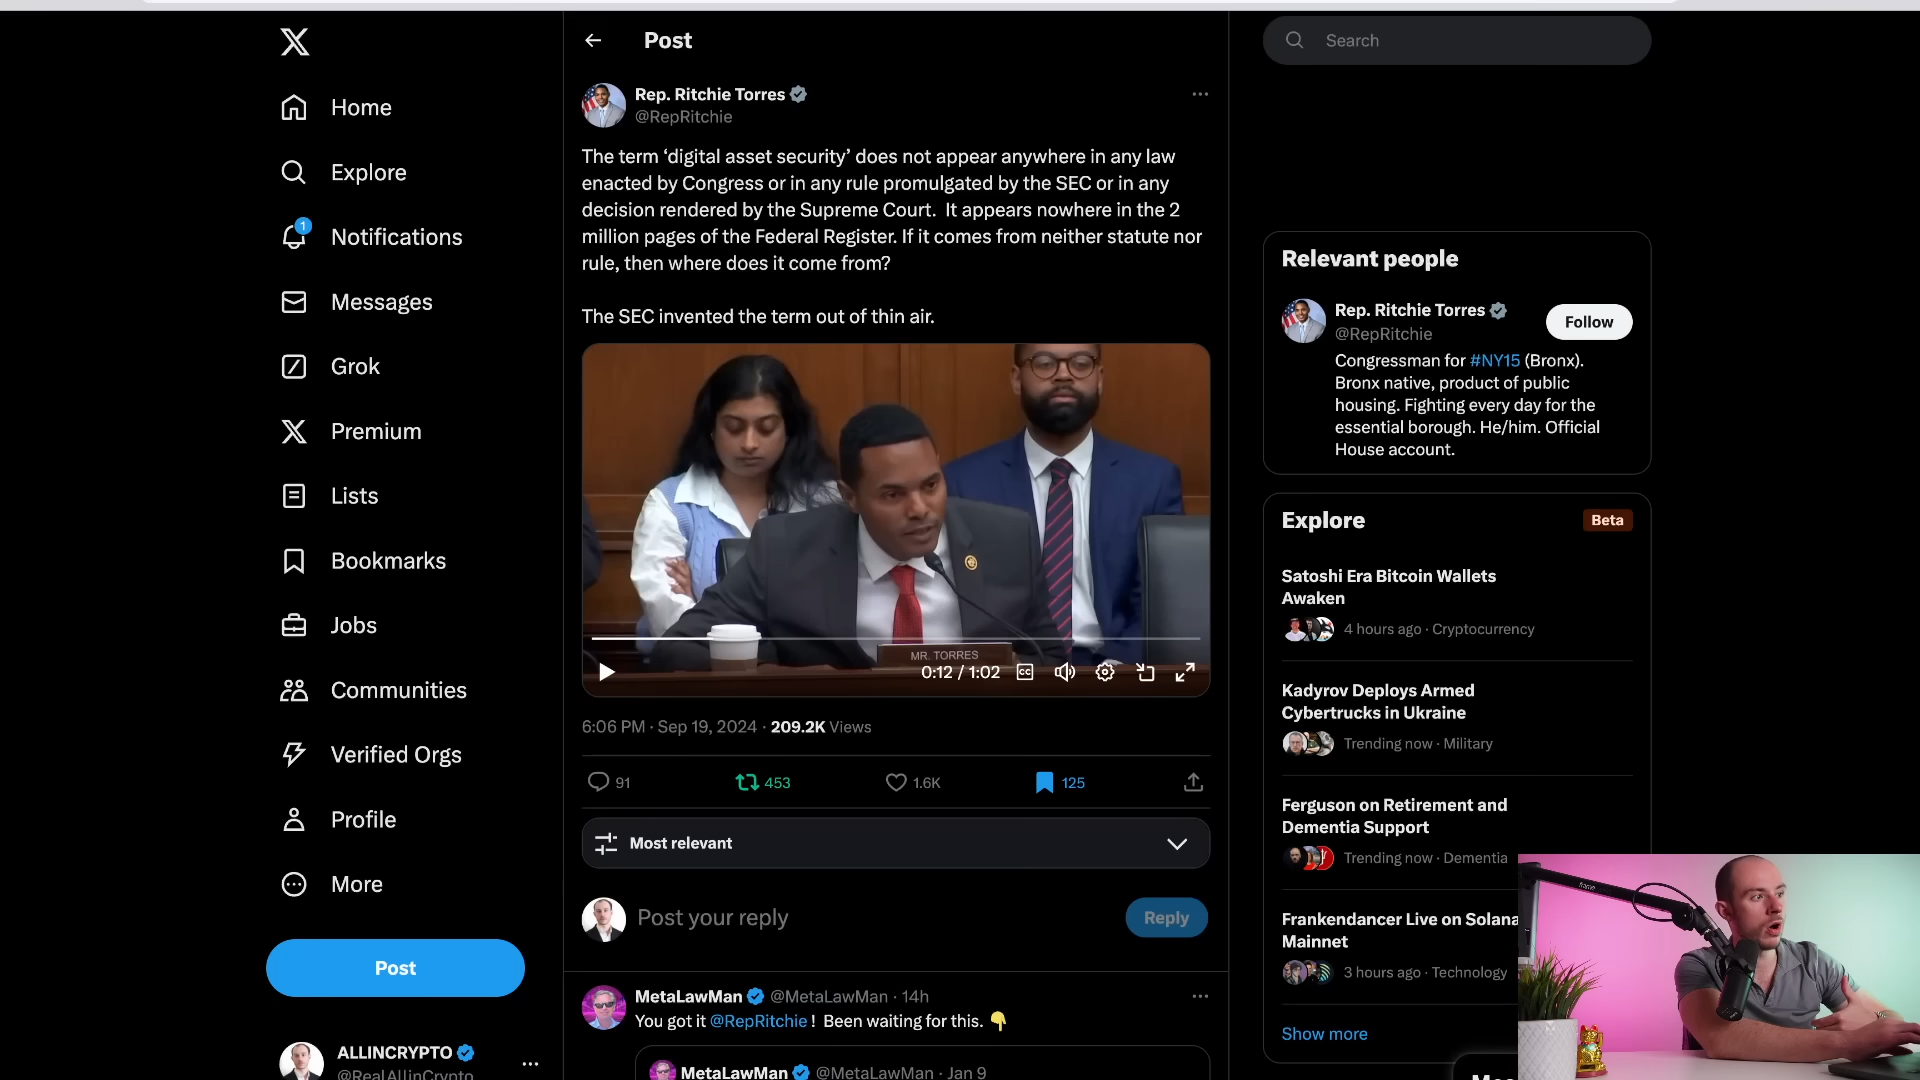 Home
Explore
1
Notifications
Messages
Grok
Premium
Lists
Bookmarks
Jobs
Communities
Verified Orgs
Profile
More
Post
ALLINCRYPTO
@RealAllinCrypto
Post
Rep. Ritchie Torres
@RepRitchie
The term ‘digital asset security’ does not appear anywhere in any law
enacted by Congress or in any rule promulgated by the SEC or in any
decision rendered by the Supreme Court.  It appears nowhere in the 2
million pages of the Federal Register. If it comes from neither statute nor
rule, then where does it come from?
The SEC invented the term out of thin air.
MR. TORRES
0:12 / 1:02
CC
6:06 PM · Sep 19, 2024 · 209.2K Views
91 453 1.6K 125
Most relevant
Post your reply
Reply
MetaLawMan @MetaLawMan · 14h
You got it @RepRitchie !  Been waiting for this. 👇
MetaLawMan @MetaLawMan · Jan 9
Search
Relevant people
Rep. Ritchie Torres
@RepRitchie
Follow
Congressman for #NY15 (Bronx).
Bronx native, product of public
housing. Fighting every day for the
essential borough. He/him. Official
House account.
Explore
Beta
Satoshi Era Bitcoin Wallets
Awaken
4 hours ago · Cryptocurrency
Kadyrov Deploys Armed
Cybertrucks in Ukraine
Trending now · Military
Ferguson on Retirement and
Dementia Support
Trending now · Dementia
Frankendancer Live on Solana
Mainnet
3 hours ago · Technology
Show more
frame